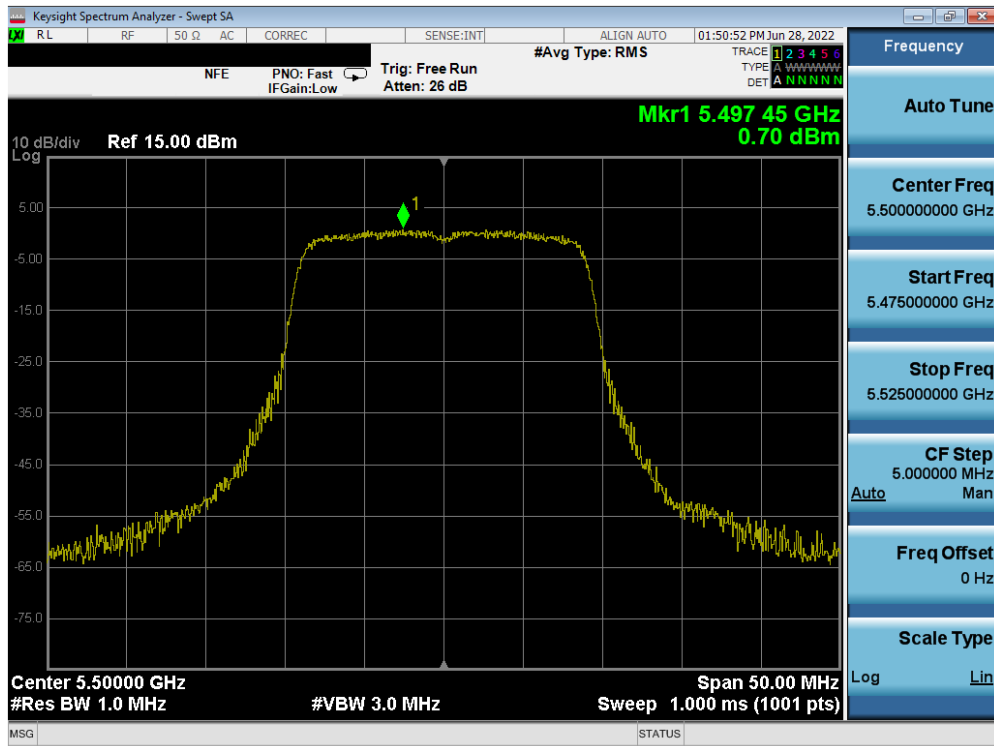 Keysight Spectrum Analyzer - Swept SA
LXI RL RF 50 Ω AC CORREC SENSE:INT ALIGN AUTO 01:50:52 PM Jun 28, 2022
NFE PNO: Fast Trig: Free Run #Avg Type: RMS TRACE 1 2 3 4 5 6
IFGain:Low Atten: 26 dB TYPE A WWWWW
DET A N N N N N
Mkr1 5.497 45 GHz
0.70 dBm
10 dB/div Ref 15.00 dBm
Log
1
5.00
-5.00
-15.0
-25.0
-35.0
-45.0
-55.0
-65.0
-75.0
Center 5.50000 GHz Span 50.00 MHz
#Res BW 1.0 MHz #VBW 3.0 MHz Sweep 1.000 ms (1001 pts)
MSG STATUS
Frequency
Auto Tune
Center Freq
5.500000000 GHz
Start Freq
5.475000000 GHz
Stop Freq
5.525000000 GHz
CF Step
5.000000 MHz
Auto Man
Freq Offset
0 Hz
Scale Type
Log Lin